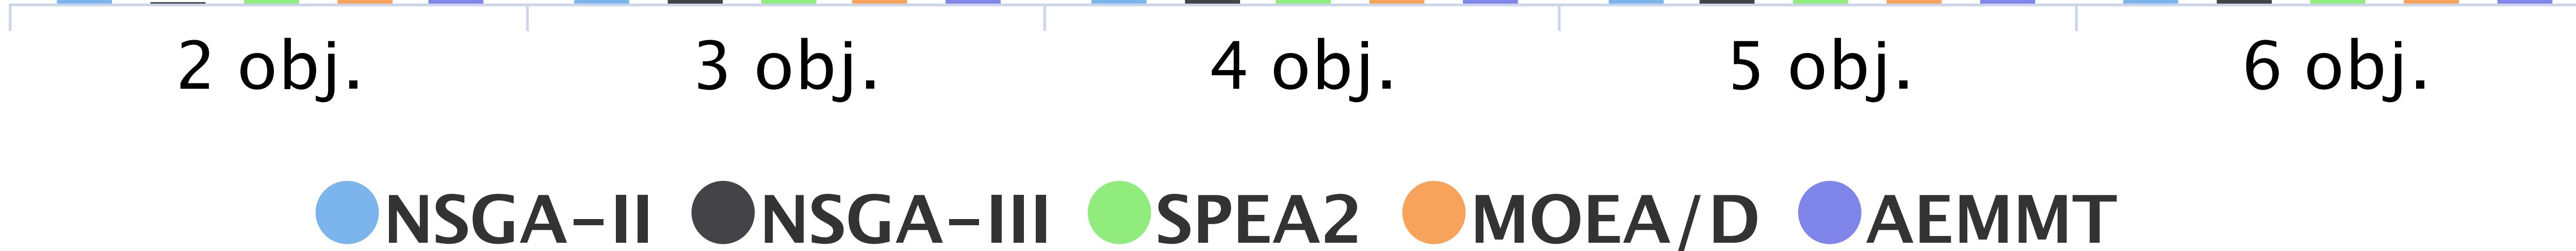 2 obj. 3 obj. 4 obj. 5 obj. 6 obj.
NSGA-II NSGA-III SPEA2 MOEA/D AEMMT